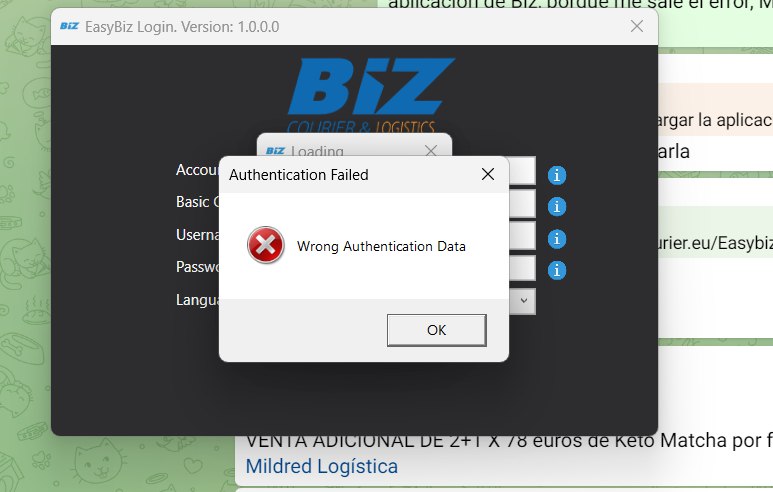 aplicación de Biz, porque me sale el error, M
EasyBiz Login. Version: 1.0.0.0
BIZ
COURIER & LOGISTICS
argar la aplicac
arla
Loading
Authentication Failed
Accou
Basic C
Userna
Passwo
Langua
Wrong Authentication Data
OK
urier.eu/Easybiz
VENTA ADICIONAL DE 2+1 X 78 euros de Keto Matcha por f
Mildred Logística